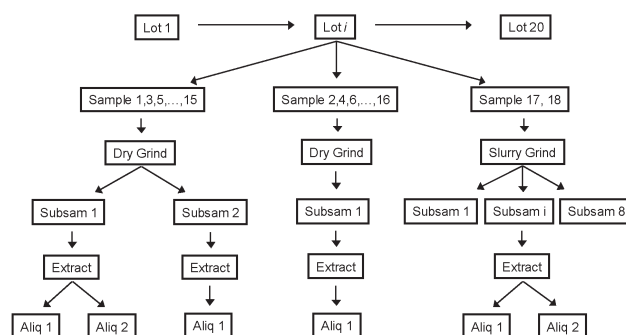 Lot 1
Lot i
Lot 20
Sample 1,3,5,...,15
Sample 2,4,6,...,16
Sample 17, 18
Dry Grind
Dry Grind
Slurry Grind
Subsam 1
Subsam 2
Subsam 1
Subsam 1
Subsam i
Subsam 8
Extract
Extract
Extract
Extract
Aliq 1
Aliq 2
Aliq 1
Aliq 1
Aliq 1
Aliq 2